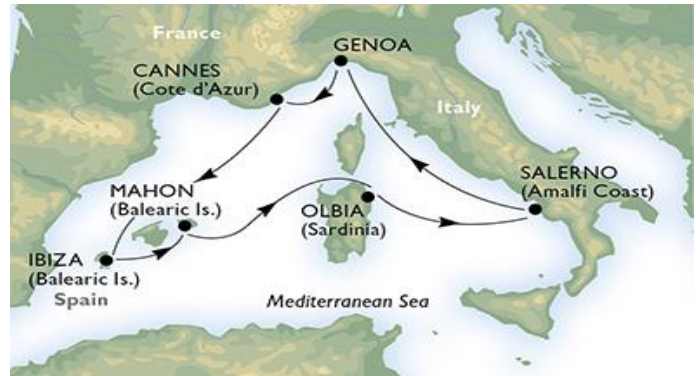 France
GENOA
CANNES
(Cote d'Azur)
Italy
MAHON
(Balearic Is.)
OLBIA
(Sardinia)
SALERNO
(Amalfi Coast)
IBIZA
(Balearic Is.)
Spain
Mediterranean Sea